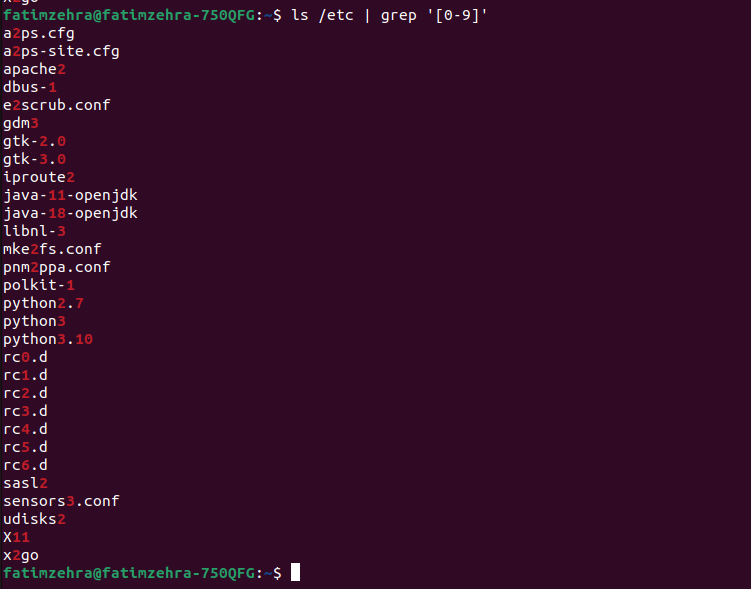 x2go
fatimzehra@fatimzehra-750QFG:~$ ls /etc | grep '[0-9]'
a2ps.cfg
a2ps-site.cfg
apache2
dbus-1
e2scrub.conf
gdm3
gtk-2.0
gtk-3.0
iproute2
java-11-openjdk
java-18-openjdk
libnl-3
mke2fs.conf
pnm2ppa.conf
polkit-1
python2.7
python3
python3.10
rc0.d
rc1.d
rc2.d
rc3.d
rc4.d
rc5.d
rc6.d
sasl2
sensors3.conf
udisks2
X11
x2go
fatimzehra@fatimzehra-750QFG:~$